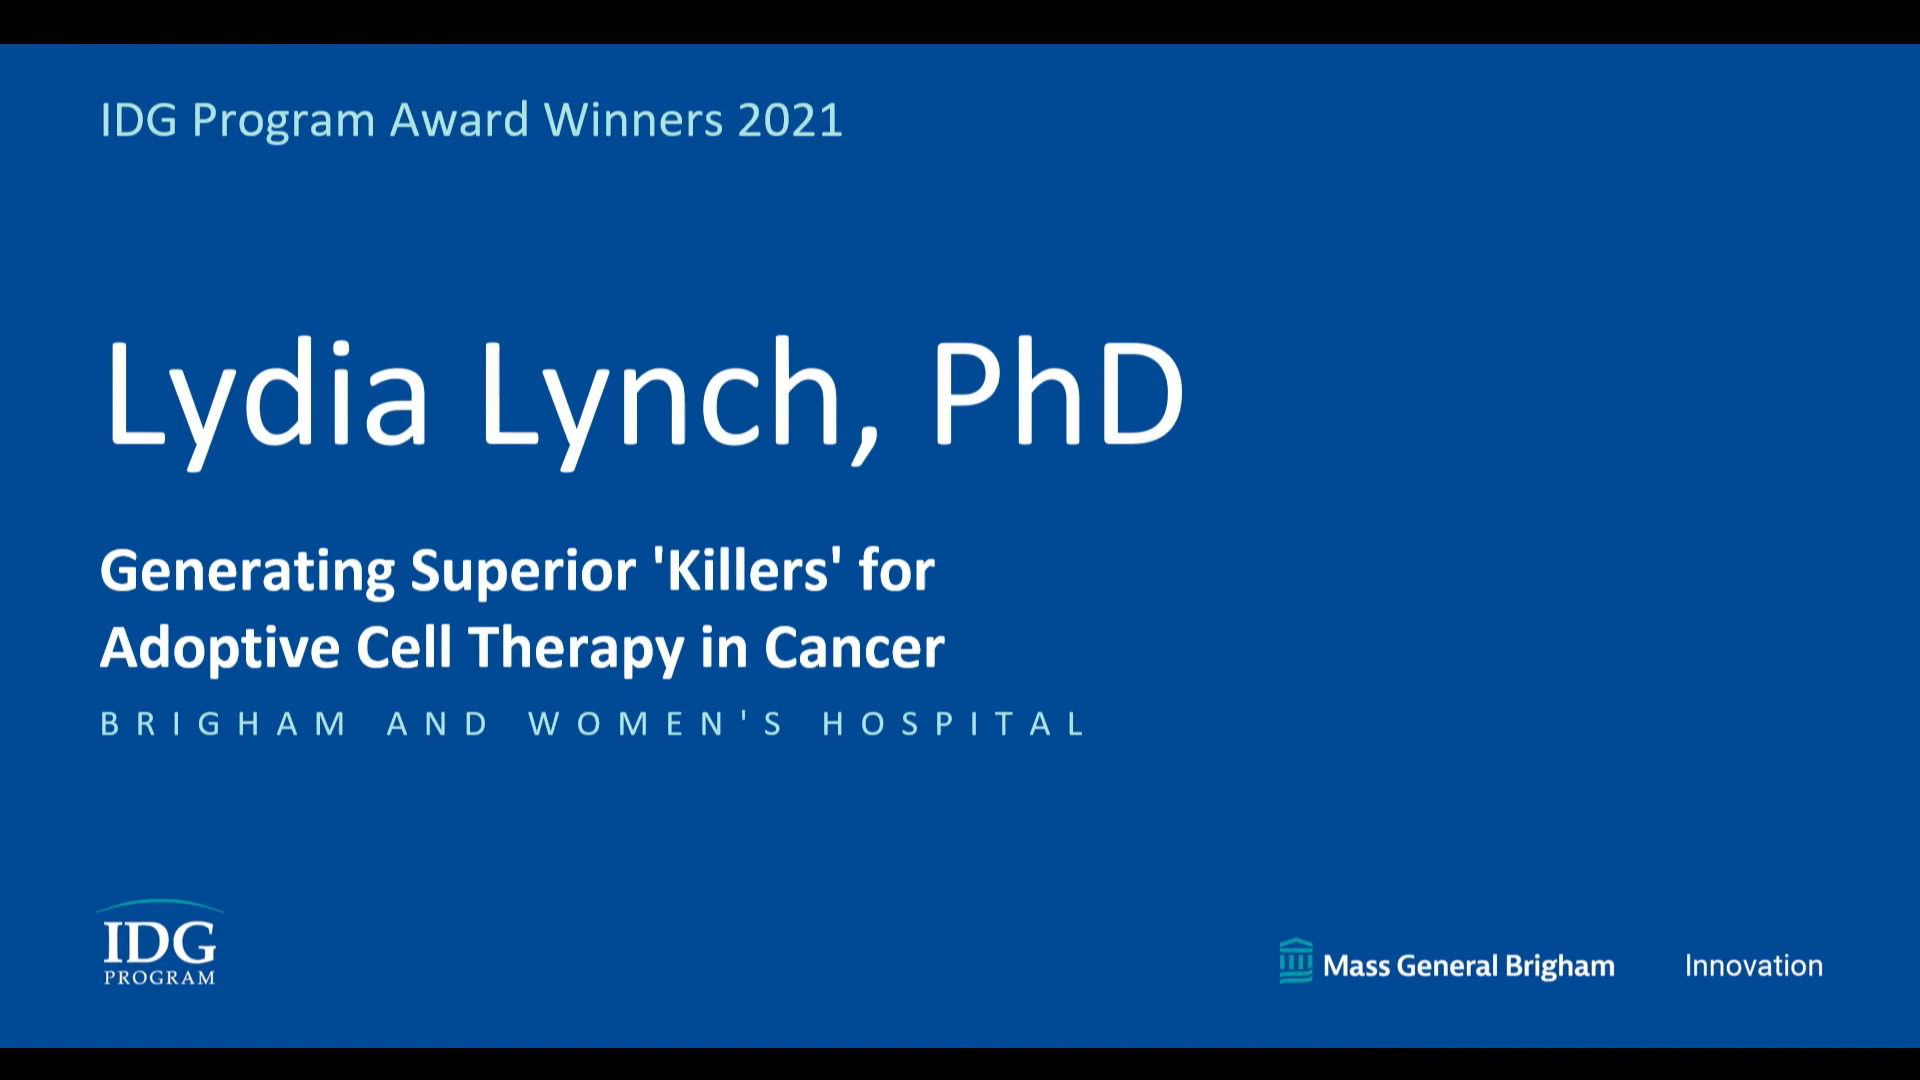 IDG Program Award Winners 2021
Lydia Lynch, PhD
Generating Superior 'Killers' for
Adoptive Cell Therapy in Cancer
BRIGHAM AND WOMEN'S HOSPITAL
IDG
PROGRAM
Mass General Brigham
Innovation